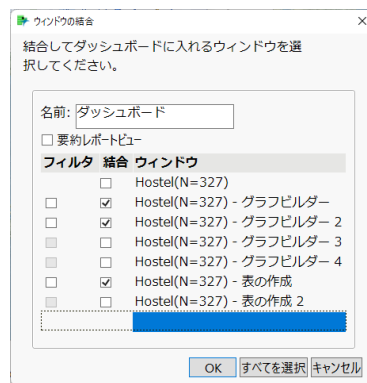 ウィンドウの結合
結合してダッシュボードに入れるウィンドウを選
択してください。
名前: ダッシュボード
要約レポートビュー
フィルタ 結合 ウィンドウ
Hostel(N=327)
Hostel(N=327) - グラフビルダー
Hostel(N=327) - グラフビルダー 2
Hostel(N=327) - グラフビルダー 3
Hostel(N=327) - グラフビルダー 4
Hostel(N=327) - 表の作成
Hostel(N=327) - 表の作成 2
OK すべてを選択 キャンセル